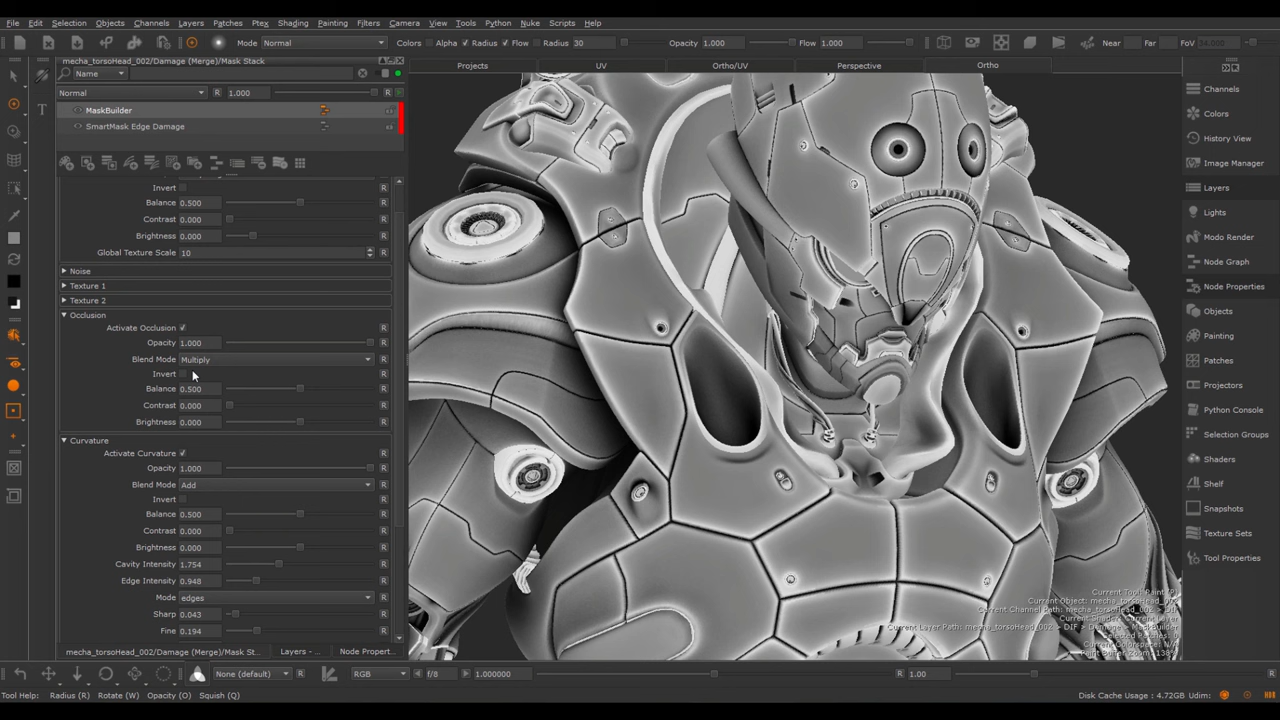 File Edit Selection Objects Channels Layers Patches Ptex Shading Painting Filters Camera View Tools Python Nuke Scripts Help
Mode Normal Colors Alpha Radius Flow Radius 30 Opacity 1.000 Flow 1.000 Near Far FoV 24.000
mecha_torsoHead_002/Damage (Merge)/Mask Stack
Name
Normal R 1.000 R
MaskBuilder
SmartMask Edge Damage
Projects UV Ortho/UV Perspective Ortho
Invert R
Balance 0.500 R
Contrast 0.000 R
Brightness 0.000 R
Global Texture Scale 10 R
Noise
Texture 1
Texture 2
Occlusion
Activate Occlusion R
Opacity 1.000 R
Blend Mode Multiply R
Invert R
Balance 0.500 R
Contrast 0.000 R
Brightness 0.000 R
Curvature
Activate Curvature R
Opacity 1.000 R
Blend Mode Add R
Invert R
Balance 0.500 R
Contrast 0.000 R
Brightness 0.000 R
Cavity Intensity 1.754 R
Edge Intensity 0.948 R
Mode edges R
Sharp 0.043 R
Fine 0.194 R
Channels
Colors
History View
Image Manager
Layers
Lights
Modo Render
Node Graph
Node Properties
Objects
Painting
Patches
Projectors
Python Console
Selection Groups
Shaders
Shelf
Snapshots
Texture Sets
Tool Properties
Current Tool: Paint (P)
mecha_torsoHead_002/Damage (Merge)/Mask St... Layers - ... Node Propert...
None (default) R RGB f/8 1.000000 R 1.00 R
Tool Help: Radius (R) Rotate (W) Opacity (O) Squish (Q) Disk Cache Usage : 4.72GB Udim: